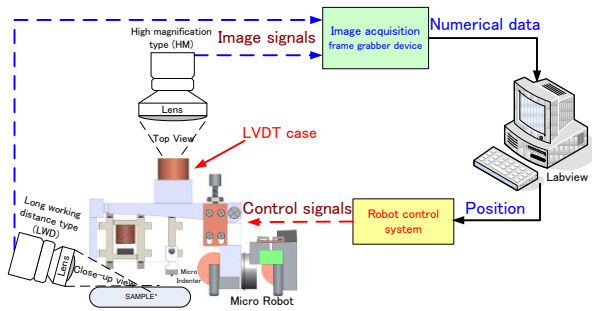 High magnification
type (HM)
Image signals
Image acquisition
frame grabber device
Numerical data
Lens
Top View
LVDT case
Labview
Long working
distance type
(LWD)
Lens
Close-up view
Control signals
Robot control
system
Position
Micro
Indenter
SAMPLE
Micro Robot